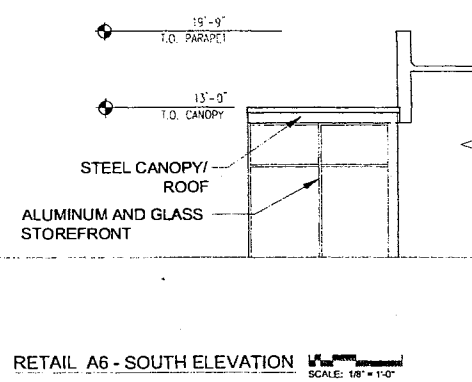 19'-9"
T.O. PARAPET
13'-0"
T.O. CANOPY
STEEL CANOPY/
ROOF
ALUMINUM AND GLASS
STOREFRONT
RETAIL A6 - SOUTH ELEVATION
SCALE: 1/8" = 1'-0"